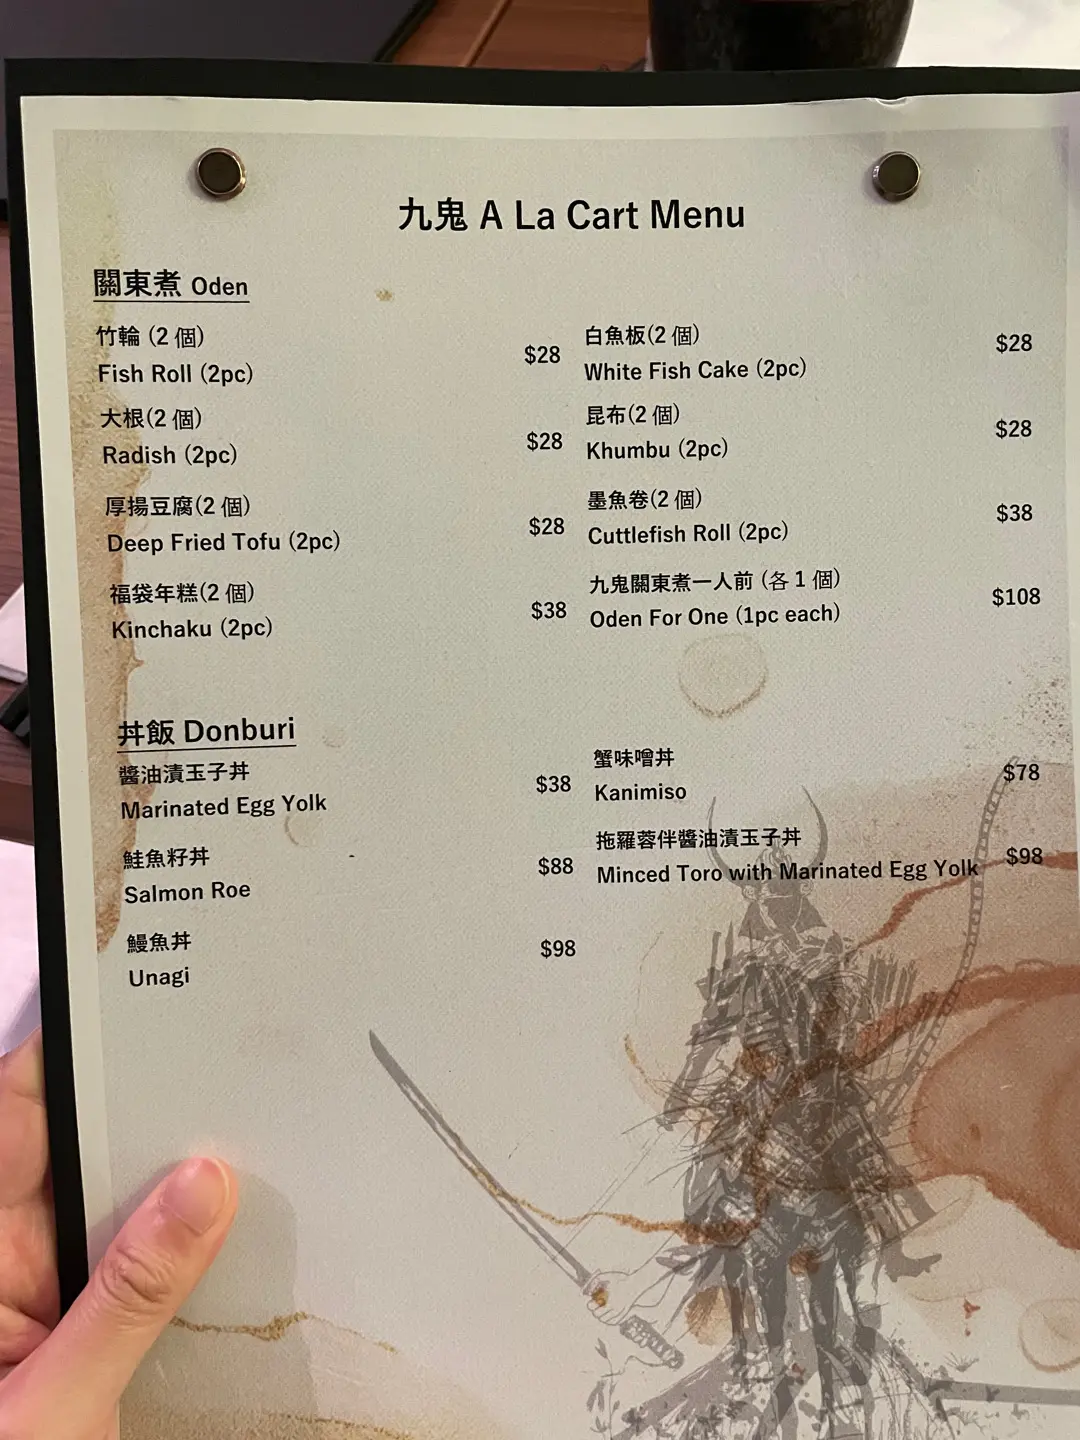 九鬼 A La Cart Menu
關東煮 Oden
竹輪 (2 個)
Fish Roll (2pc)
$28
大根(2 個)
Radish (2pc)
$28
厚揚豆腐(2 個)
Deep Fried Tofu (2pc)
$28
福袋年糕(2 個)
Kinchaku (2pc)
$38
白魚板(2 個)
White Fish Cake (2pc)
$28
昆布(2 個)
Khumbu (2pc)
$28
墨魚卷(2 個)
Cuttlefish Roll (2pc)
$38
九鬼關東煮一人前 (各 1 個)
Oden For One (1pc each)
$108
丼飯 Donburi
醬油漬玉子丼
Marinated Egg Yolk
$38
鮭魚籽丼
Salmon Roe
$88
鰻魚丼
Unagi
$98
蟹味噌丼
Kanimiso
$78
拖羅蓉伴醬油漬玉子丼
Minced Toro with Marinated Egg Yolk
$98